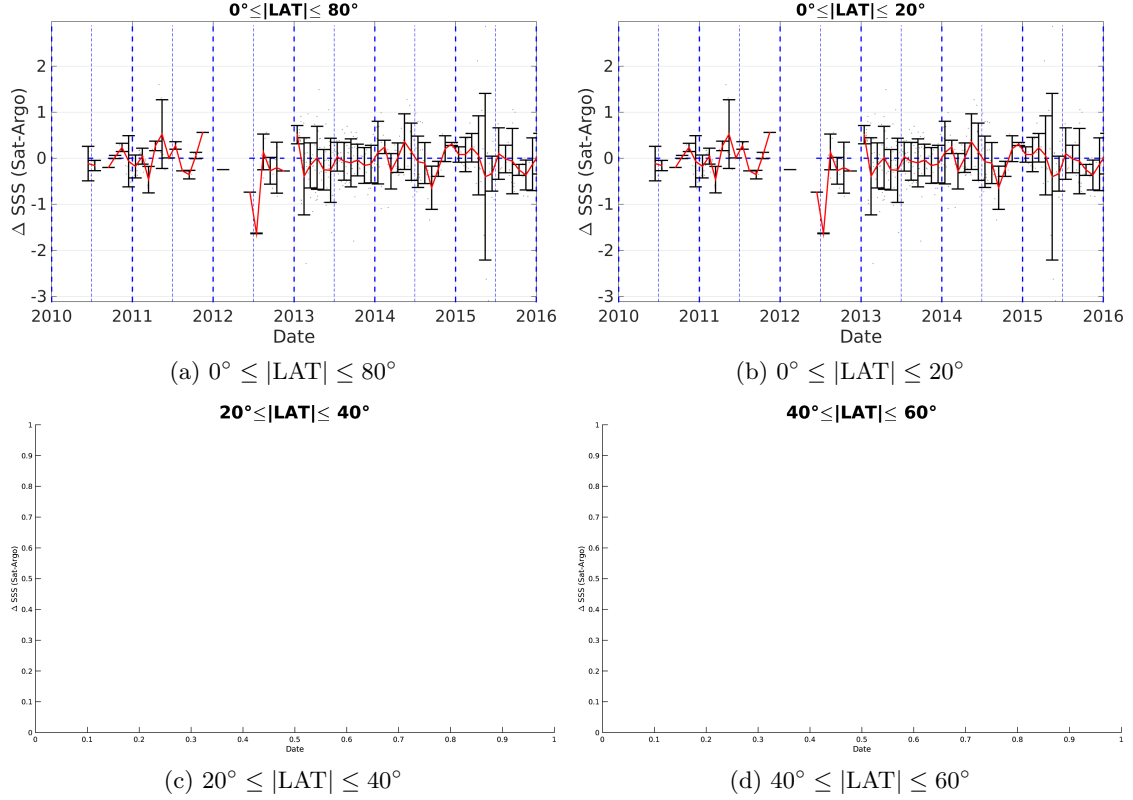 0°≤|LAT|≤ 80°
Δ SSS (Sat-Argo)
2
1
0
-1
-2
-3
2010 2011 2012 2013 2014 2015 2016
Date
(a) 0° ≤ |LAT| ≤ 80°
0°≤|LAT|≤ 20°
Δ SSS (Sat-Argo)
2
1
0
-1
-2
-3
2010 2011 2012 2013 2014 2015 2016
Date
(b) 0° ≤ |LAT| ≤ 20°
20°≤|LAT|≤ 40°
Δ SSS (Sat-Argo)
1
0.9
0.8
0.7
0.6
0.5
0.4
0.3
0.2
0.1
0
0 0.1 0.2 0.3 0.4 0.5 0.6 0.7 0.8 0.9 1
Date
(c) 20° ≤ |LAT| ≤ 40°
40°≤|LAT|≤ 60°
Δ SSS (Sat-Argo)
1
0.9
0.8
0.7
0.6
0.5
0.4
0.3
0.2
0.1
0
0 0.1 0.2 0.3 0.4 0.5 0.6 0.7 0.8 0.9 1
Date
(d) 40° ≤ |LAT| ≤ 60°